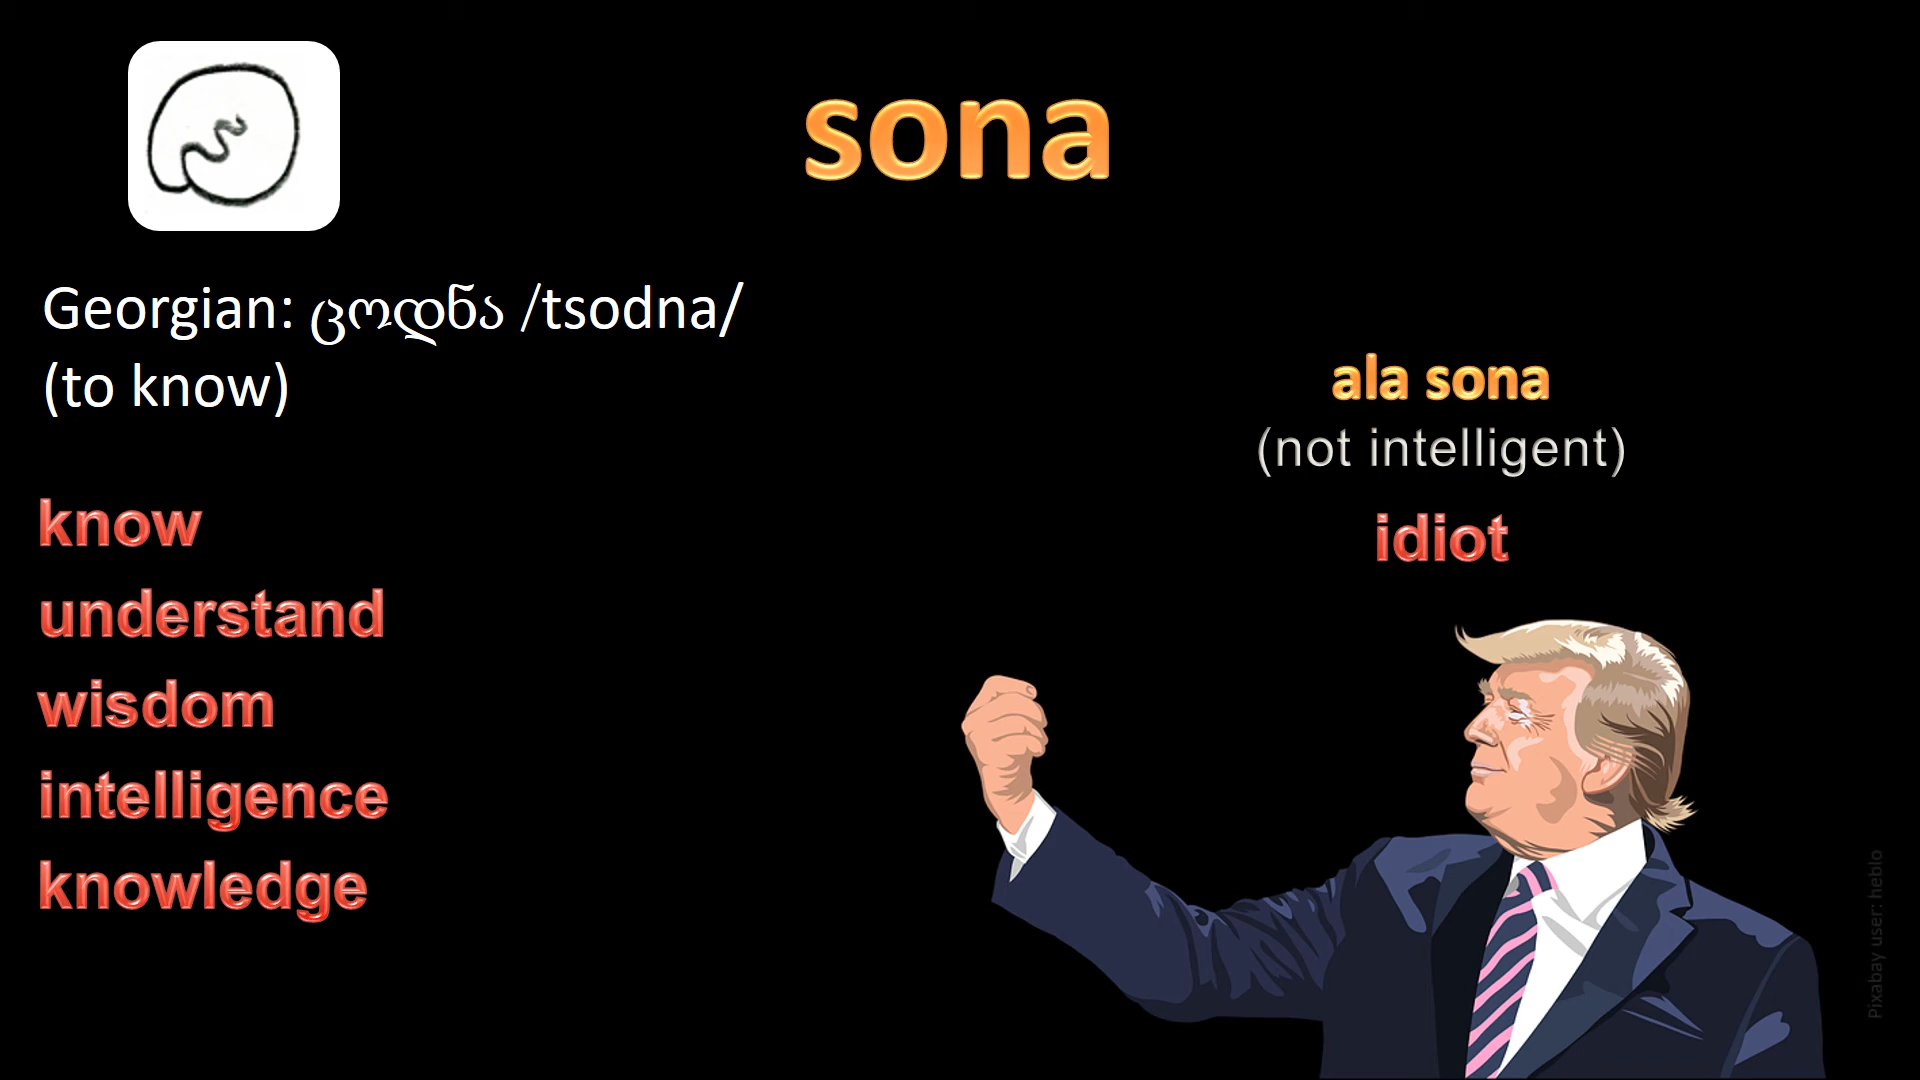 sona
Georgian: ცოდნა /tsodna/
(to know)
know
understand
wisdom
intelligence
knowledge
ala sona
(not intelligent)
idiot
Pixabay user: heblo